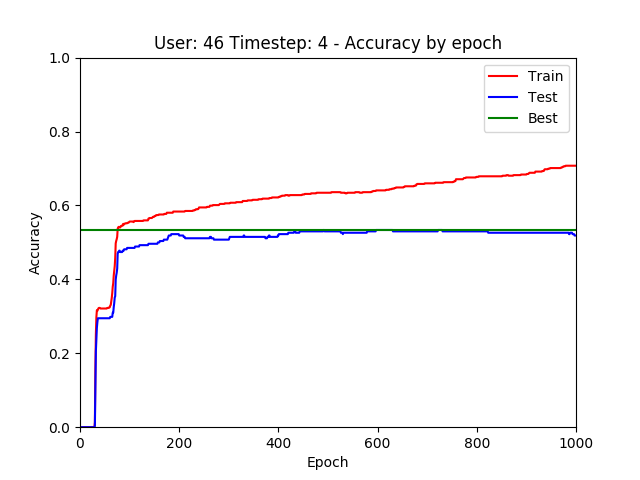 User: 46 Timestep: 4 - Accuracy by epoch
1.0
0.8
0.6
0.4
0.2
0.0
Accuracy
Train
Test
Best
0 200 400 600 800 1000
Epoch